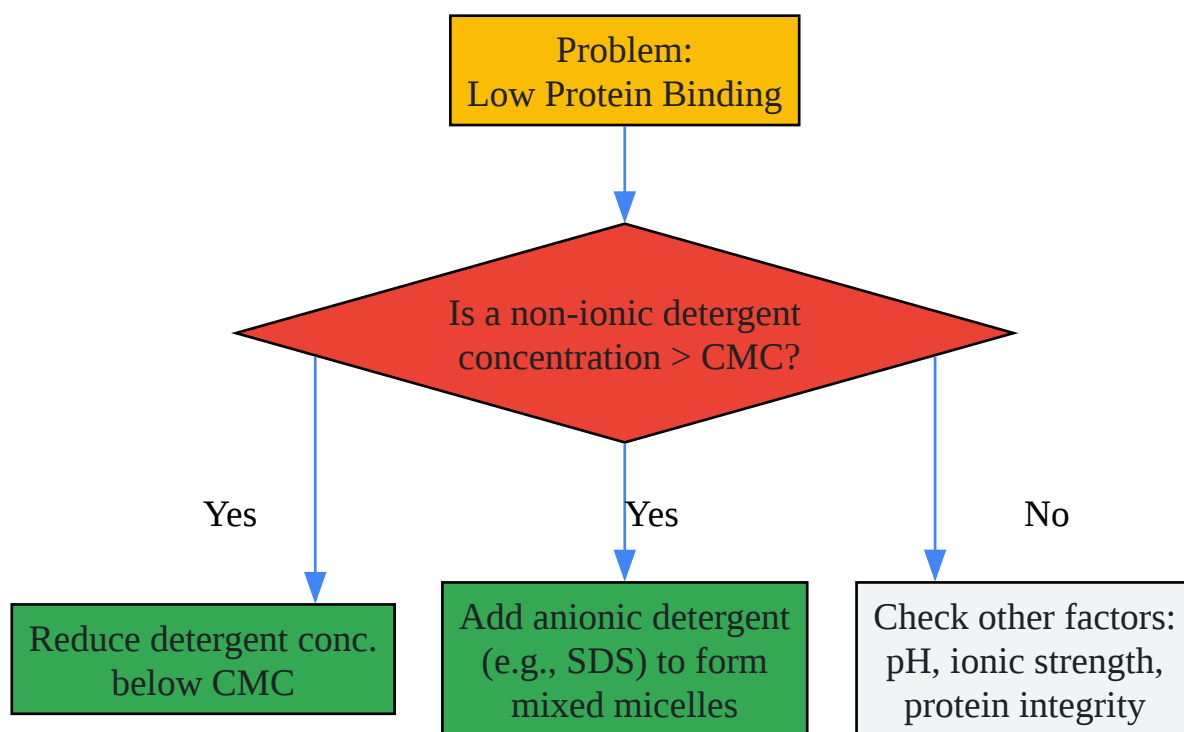 Problem:
Low Protein Binding
Is a non-ionic detergent
concentration > CMC?
Yes
Yes
No
Reduce detergent conc.
below CMC
Add anionic detergent
(e.g., SDS) to form
mixed micelles
Check other factors:
pH, ionic strength,
protein integrity